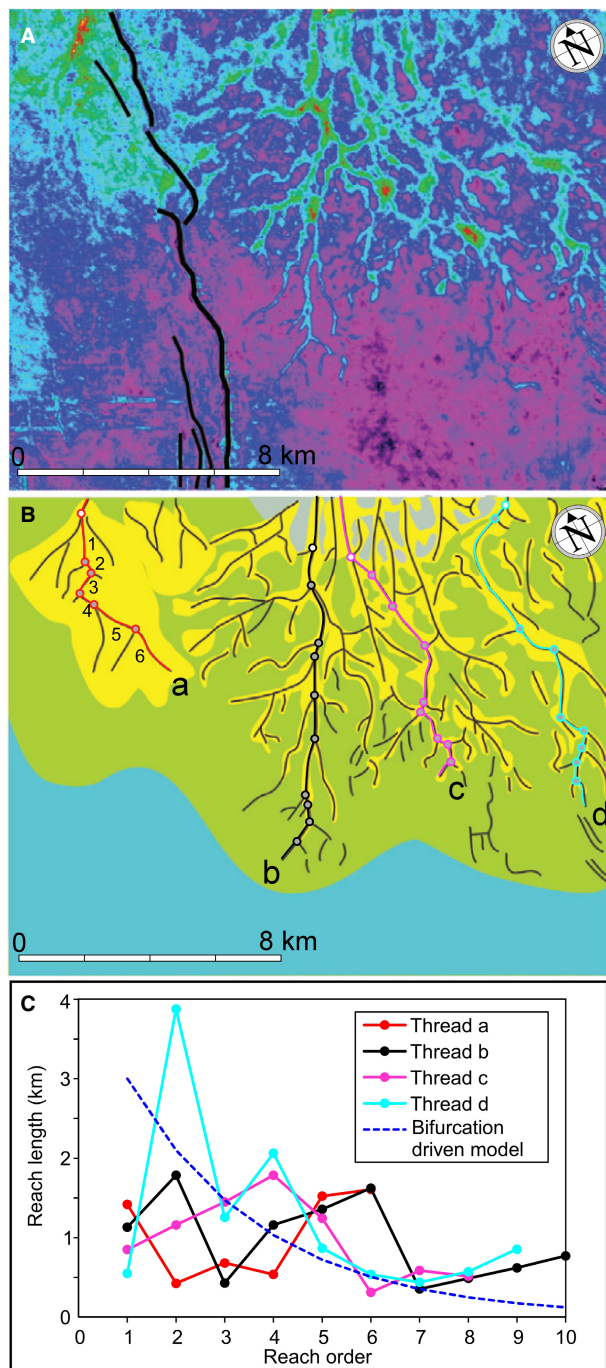 A
N
0 8 km
B
N
1
2
3
4
5
6
a
b
c
d
0 8 km
C
4
3
2
1
0
Reach length (km)
Thread a
Thread b
Thread c
Thread d
Bifurcation
driven model
0 1 2 3 4 5 6 7 8 9 10
Reach order